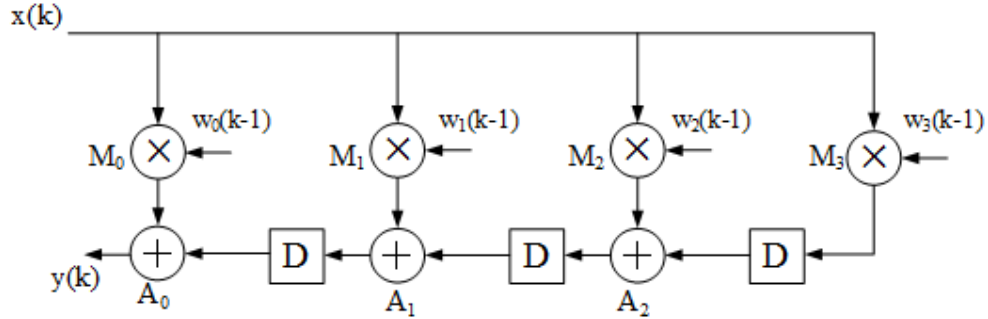 x(k)
w₀(k-1) w₁(k-1) w₂(k-1) w₃(k-1)
M₀ × M₁ × M₂ × M₃ ×
+ D + D + D
y(k) A₀ A₁ A₂